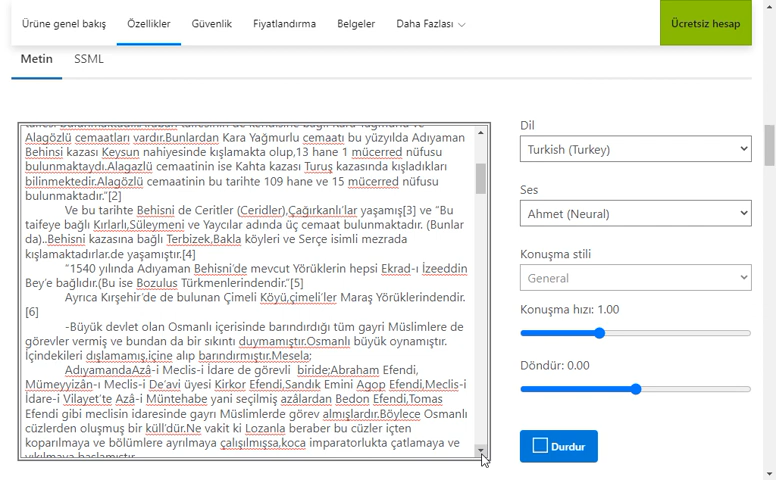 Ürüne genel bakış Özellikler Güvenlik Fiyatlandırma Belgeler Daha Fazlası Ücretsiz hesap
Metin SSML
Alagözlü cemaatları vardır.Bunlardan Kara Yağmurlu cemaatı bu yüzyılda Adıyaman
Behinsi kazası Keysun nahiyesinde kışlamakta olup,13 hane 1 mücerred nüfusu
bulunmaktaydı.Alagazlı cemaatinin ise Kahta kazası Turuş kazasında kışladıkları
bilinmektedir.Alagözlü cemaatinin bu tarihte 109 hane ve 15 mücerred nüfusu
bulunmaktadır.”[2]
Ve bu tarihte Behisni de Ceritler (Ceridler),Çağırkanlı’lar yaşamış[3] ve “Bu
taifeye bağlı Kırlarlı,Süleymeni ve Yaycılar adında üç cemaat bulunmaktadır. (Bunlar
da)..Behisni kazasına bağlı Terbizek,Bakla köyleri ve Serçe isimli mezrada
kışlamaktadırlar.de yaşamıştır.[4]
“1540 yılında Adıyaman Behisni’de mevcut Yörüklerin hepsi Ekrad-ı İzeeddin
Bey’e bağlıdır.(Bu ise Bozulus Türkmenlerindendir.”[5]
Ayrıca Kırşehir’de de bulunan Çimeli Köyü,çimeli’ler Maraş Yörüklerindendir.
[6]
-Büyük devlet olan Osmanlı içerisinde barındırdığı tüm gayri Müslimlere de
görevler vermiş ve bundan da bir sıkıntı duymamıştır.Osmanlı büyük oynamıştır.
İçindekileri dışlamamış,içine alıp barındırmıştır.Mesela;
AdıyamandaAzâ-i Meclis-i İdare de görevli biride;Abraham Efendi,
Mümeyyizân-ı Meclis-i De’avi üyesi Kirkor Efendi,Sandık Emini Agop Efendi,Meclis-i
İdare-i Vilayet’te Azâ-i Müntehabe yani seçilmiş azâlardan Bedon Efendi,Tomas
Efendi gibi meclisin idaresinde gayrı Müslimlerde görev almışlardır.Böylece Osmanlı
cüzlerden oluşmuş bir küll’dür.Ne vakit ki Lozanla beraber bu cüzler içten
koparılmaya ve bölümlere ayrılmaya çalışılmışsa,koca imparatorlukta çatlamaya ve
Dil
Turkish (Turkey)
Ses
Ahmet (Neural)
Konuşma stili
General
Konuşma hızı: 1.00
Döndür: 0.00
Durdur